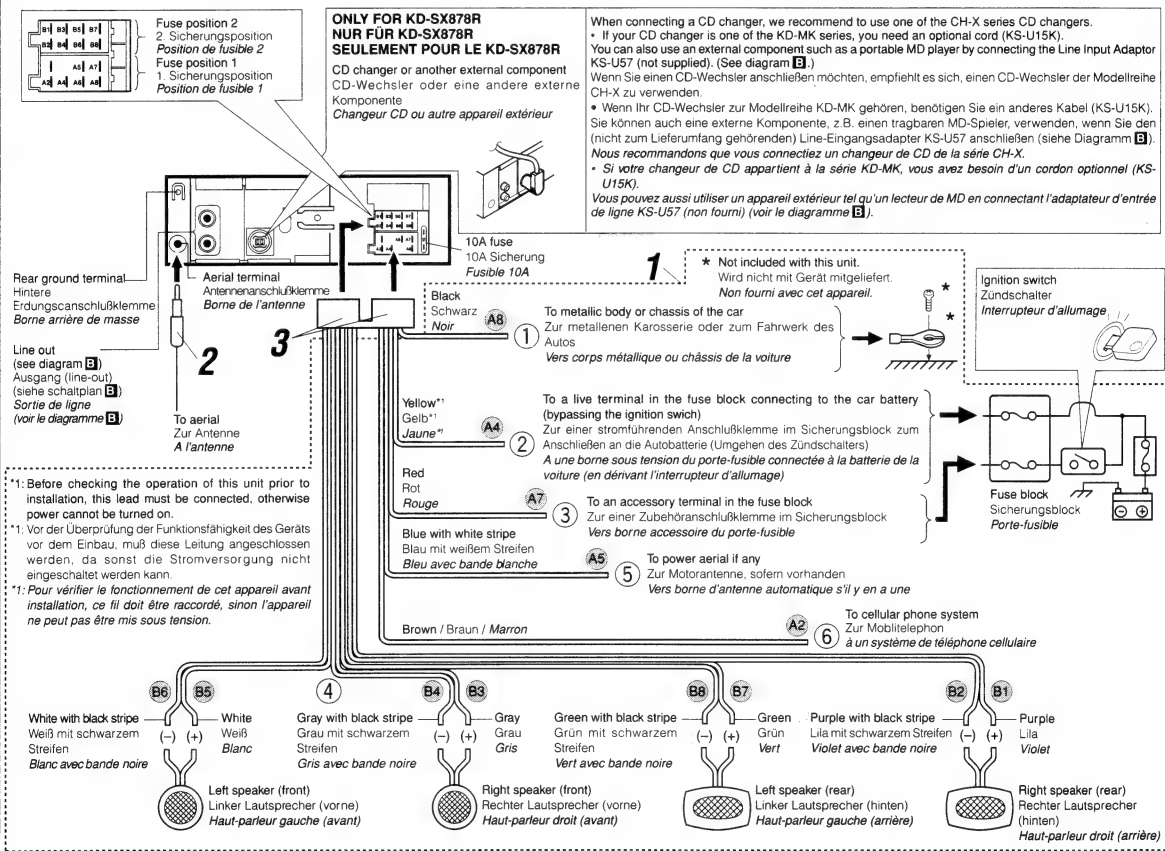 B1 B3 B5 B7
B2 B4 B6 B8
A5 A7
A2 A4 A6 A8
Fuse position 2
2. Sicherungsposition
Position de fusible 2
Fuse position 1
1. Sicherungsposition
Position de fusible 1
ONLY FOR KD-SX878R
NUR FÜR KD-SX878R
SEULEMENT POUR LE KD-SX878R
CD changer or another external component
CD-Wechsler oder eine andere externe
Komponente
Changeur CD ou autre appareil extérieur
When connecting a CD changer, we recommend to use one of the CH-X series CD changers.
• If your CD changer is one of the KD-MK series, you need an optional cord (KS-U15K).
You can also use an external component such as a portable MD player by connecting the Line Input Adaptor
KS-U57 (not supplied). (See diagram B.)
Wenn Sie einen CD-Wechsler anschließen möchten, empfiehlt es sich, einen CD-Wechsler der Modellreihe
CH-X zu verwenden.
• Wenn Ihr CD-Wechsler zur Modellreihe KD-MK gehören, benötigen Sie ein anderes Kabel (KS-U15K).
Sie können auch eine externe Komponente, z.B. einen tragbaren MD-Spieler, verwenden, wenn Sie den
(nicht zum Lieferumfang gehörenden) Line-Eingangsadapter KS-U57 anschließen (siehe Diagramm B).
Nous recommandons que vous connectiez un changeur de CD de la série CH-X.
• Si votre changeur de CD appartient à la série KD-MK, vous avez besoin d'un cordon optionnel (KS-
U15K).
Vous pouvez aussi utiliser un appareil extérieur tel qu'un lecteur de MD en connectant l'adaptateur d'entrée
de ligne KS-U57 (non fourni) (voir le diagramme B).
10A fuse
10A Sicherung
Fusible 10A
Rear ground terminal
Hintere
Erdungscanschlußklemme
Borne arrière de masse
Aerial terminal
Antennenanschlußklemme
Borne de l'antenne
Line out
(see diagram B)
Ausgang (line-out)
(siehe schaltplan B)
Sortie de ligne
(voir le diagramme B)
2
To aerial
Zur Antenne
A l'antenne
3
1
* Not included with this unit.
Wird nicht mit Gerät mitgeliefert.
Non fourni avec cet appareil.
*
*
Ignition switch
Zündschalter
Interrupteur d'allumage
Black
Schwarz
Noir
A8
1
To metallic body or chassis of the car
Zur metallenen Karosserie oder zum Fahrwerk des
Autos
Vers corps métallique ou châsis de la voiture
Yellow*1
Gelb*1
Jaune*1
A4
2
To a live terminal in the fuse block connecting to the car battery
(bypassing the ignition swich)
Zur einer stromführenden Anschlußklemme im Sicherungsblock zum
Anschließen an die Autobatterie (Umgehen des Zündschalters)
A une borne sous tension du porte-fusible connectée à la batterie de la
voiture (en dérivant l'interrupteur d'allumage)
Red
Rot
Rouge
A7
3
To an accessory terminal in the fuse block
Zur einer Zubehöranschlußklemme im Sicherungsblock
Vers borne accessoire du porte-fusible
Fuse block
Sicherungsblock
Porte-fusible
Blue with white stripe
Blau mit weißem Streifen
Bleu avec bande blanche
A5
5
To power aerial if any
Zur Motorantenne, sofern vorhanden
Vers borne d'antenne automatique s'il y en a une
Brown / Braun / Marron
A2
6
To cellular phone system
Zur Moblitelephon
à un système de téléphone cellulaire
*1: Before checking the operation of this unit prior to
installation, this lead must be connected, otherwise
power cannot be turned on.
*1: Vor der Überprüfung der Funktionsfähigkeit des Geräts
vor dem Einbau, muß diese Leitung angeschlossen
werden, da sonst die Stromversorgung nicht
eingeschaltet werden kann.
*1: Pour vérifier le fonctionnement de cet appareil avant
installation, ce fil doit être raccordé, sinon l'appareil
ne peut pas être mis sous tension.
B6 B5 4 B4 B3 B8 B7 B2 B1
White with black stripe
Weiß mit schwarzem
Streifen
Blanc avec bande noire
(–) (+)
White
Weiß
Blanc
Left speaker (front)
Linker Lautsprecher (vorne)
Haut-parleur gauche (avant)
Gray with black stripe
Grau mit schwarzem
Streifen
Gris avec bande noire
(–) (+)
Gray
Grau
Gris
Right speaker (front)
Rechter Lautsprecher (vorne)
Haut-parleur droit (avant)
Green with black stripe
Grün mit schwarzem
Streifen
Vert avec bande noire
(–) (+)
Green
Grün
Vert
Left speaker (rear)
Linker Lautsprecher (hinten)
Haut-parleur gauche (arrière)
Purple with black stripe
Lila mit schwarzem Streifen
Violet avec bande noire
(–) (+)
Purple
Lila
Violet
Right speaker (rear)
Rechter Lautsprecher
(hinten)
Haut-parleur droit (arrière)